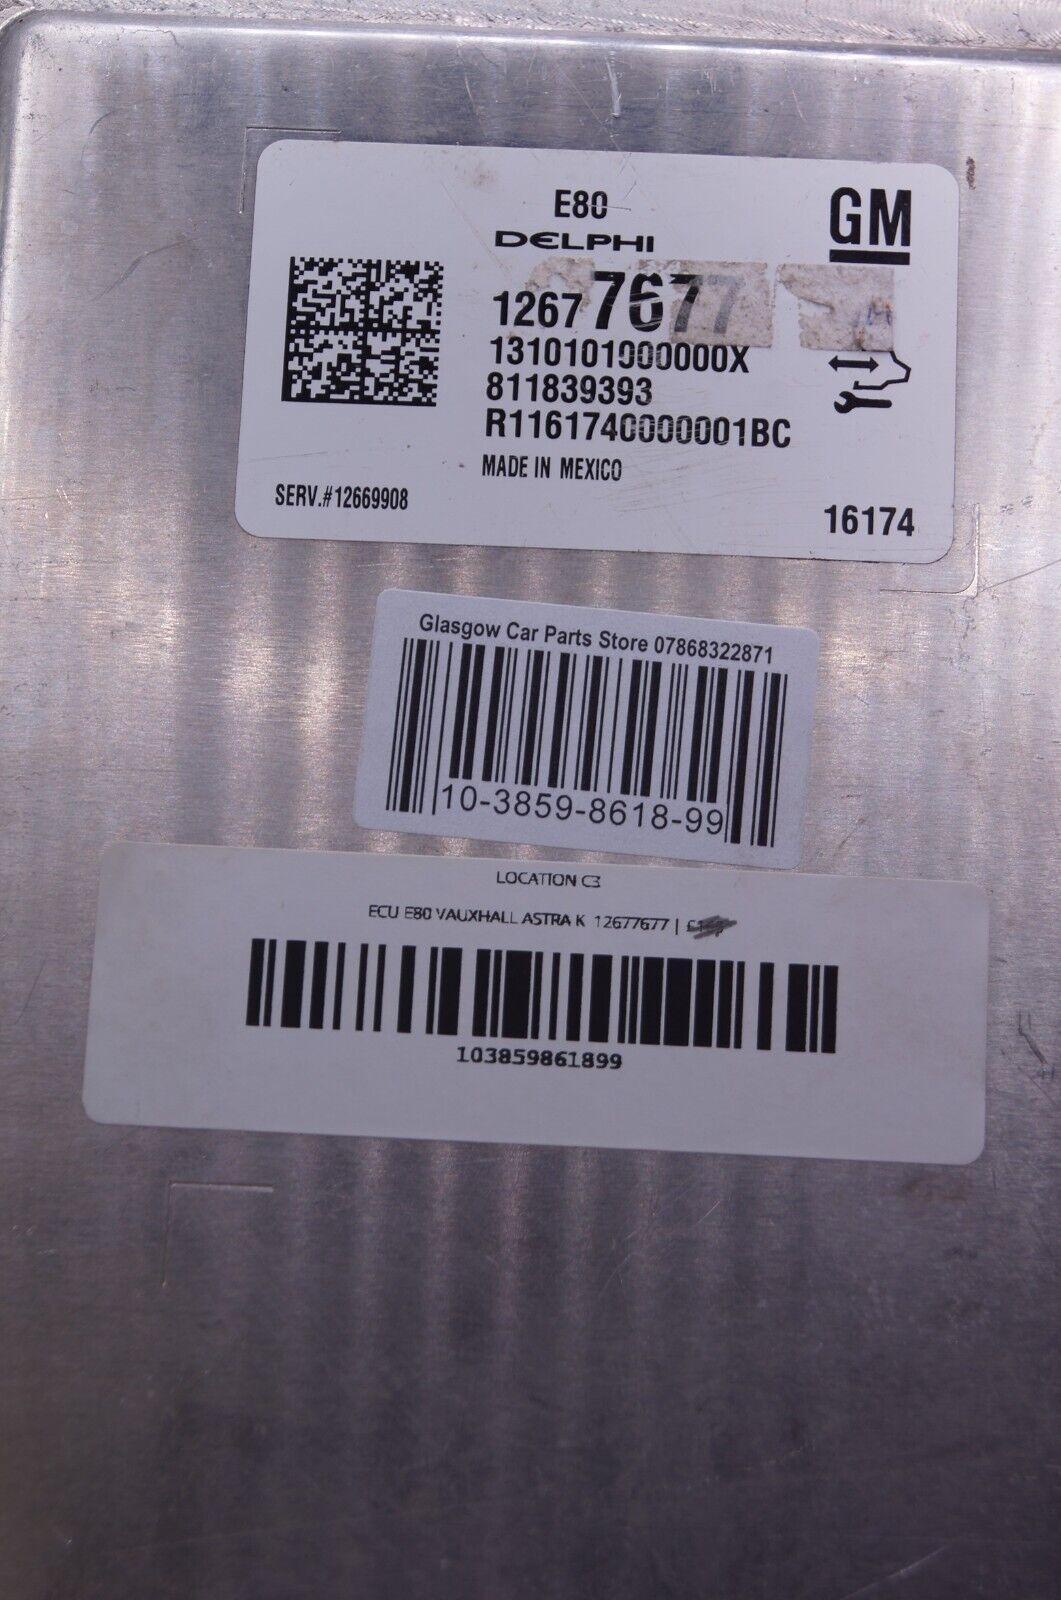 E80
GM
DELPHI
12677677
1310101000000X
811839393
R1161740000001BC
MADE IN MEXICO
SERV.#12669908
16174
Glasgow Car Parts Store 07868322871
10-3859-8618-99
LOCATION C3
ECU E80 VAUXHALL ASTRA K 12677677 |
103859861899